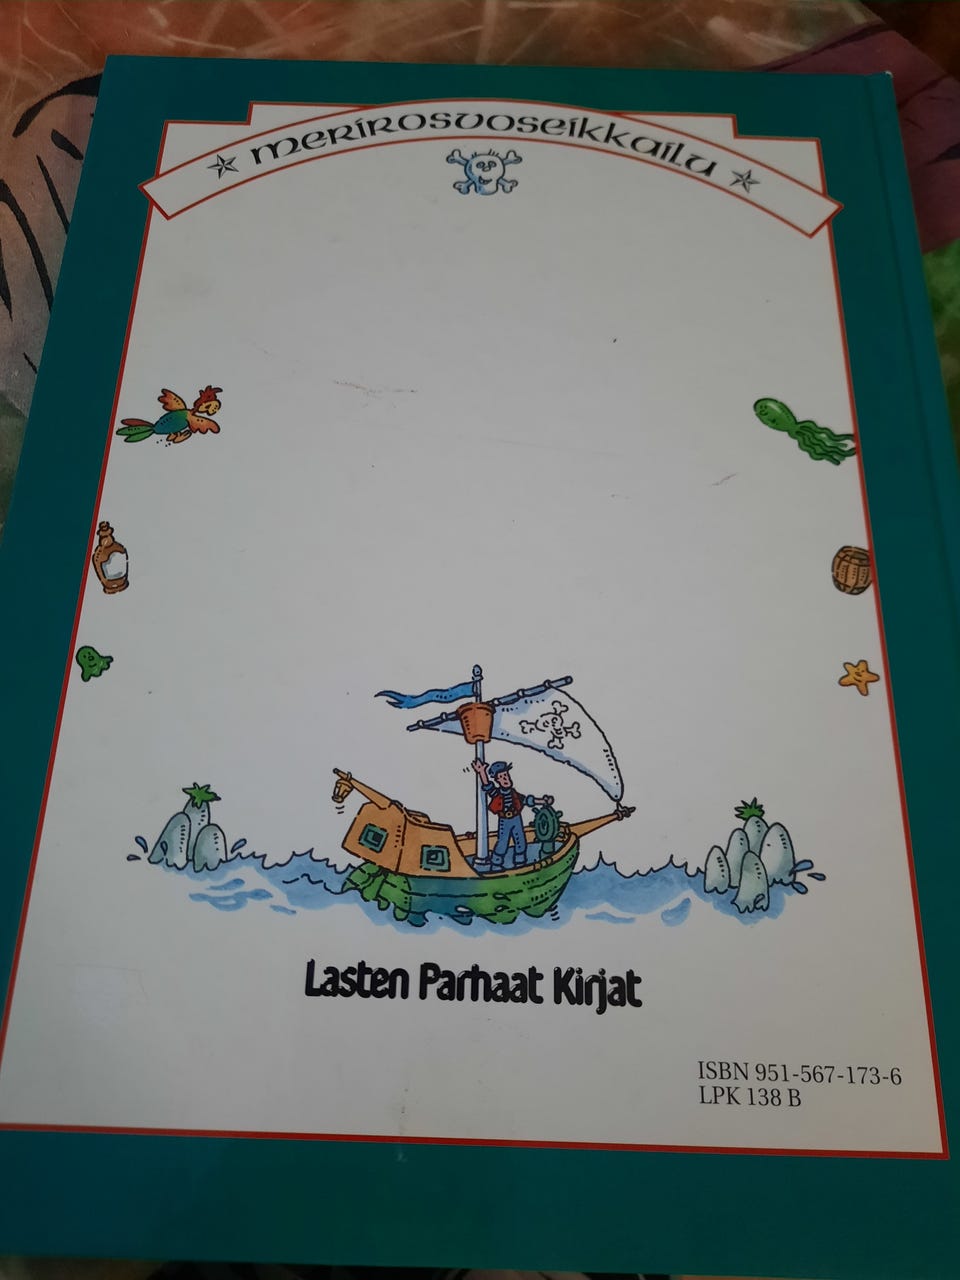 merirosvoseikkailu
Lasten Parhaat Kirjat
ISBN 951-567-173-6
LPK 138 B